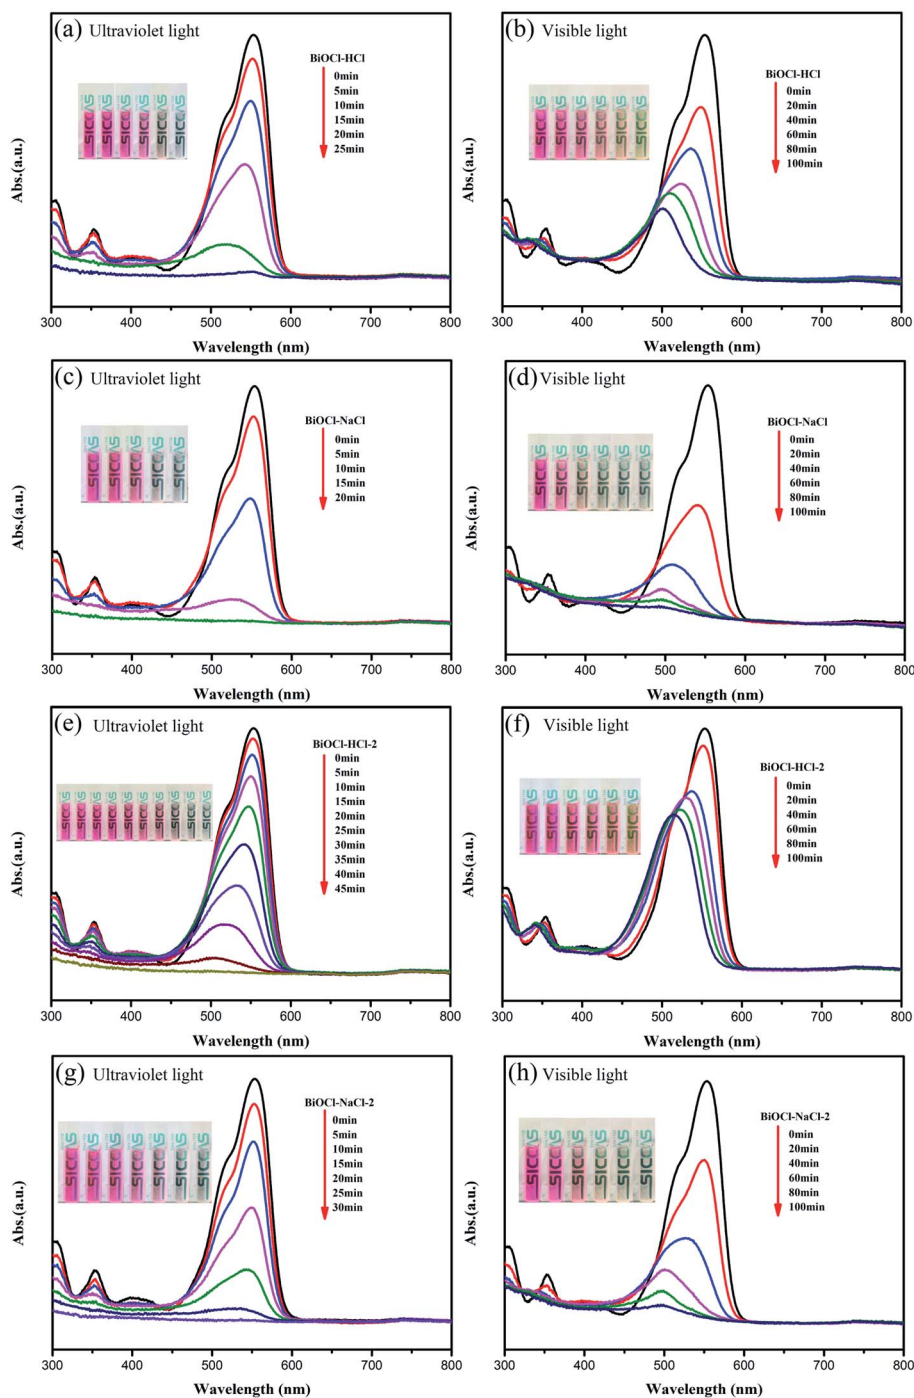 (a) Ultraviolet light
BiOCl-HCl
0min
5min
10min
15min
20min
25min
SICC
Abs.(a.u.)
300 400 500 600 700 800
Wavelength (nm)
(b) Visible light
BiOCl-HCl
0min
20min
40min
60min
80min
100min
Abs.(a.u.)
300 400 500 600 700 800
Wavelength (nm)
(c) Ultraviolet light
BiOCl-NaCl
0min
5min
10min
15min
20min
Abs.(a.u.)
300 400 500 600 700 800
Wavelength (nm)
(d) Visible light
BiOCl-NaCl
0min
20min
40min
60min
80min
100min
Abs.(a.u.)
300 400 500 600 700 800
Wavelength (nm)
(e) Ultraviolet light
BiOCl-HCl-2
0min
5min
10min
15min
20min
25min
30min
35min
40min
45min
Abs.(a.u.)
300 400 500 600 700 800
Wavelength (nm)
(f) Visible light
BiOCl-HCl-2
0min
20min
40min
60min
80min
100min
Abs.(a.u.)
300 400 500 600 700 800
Wavelength (nm)
(g) Ultraviolet light
BiOCl-NaCl-2
0min
5min
10min
15min
20min
25min
30min
Abs.(a.u.)
300 400 500 600 700 800
Wavelength (nm)
(h) Visible light
BiOCl-NaCl-2
0min
20min
40min
60min
80min
100min
Abs.(a.u.)
300 400 500 600 700 800
Wavelength (nm)